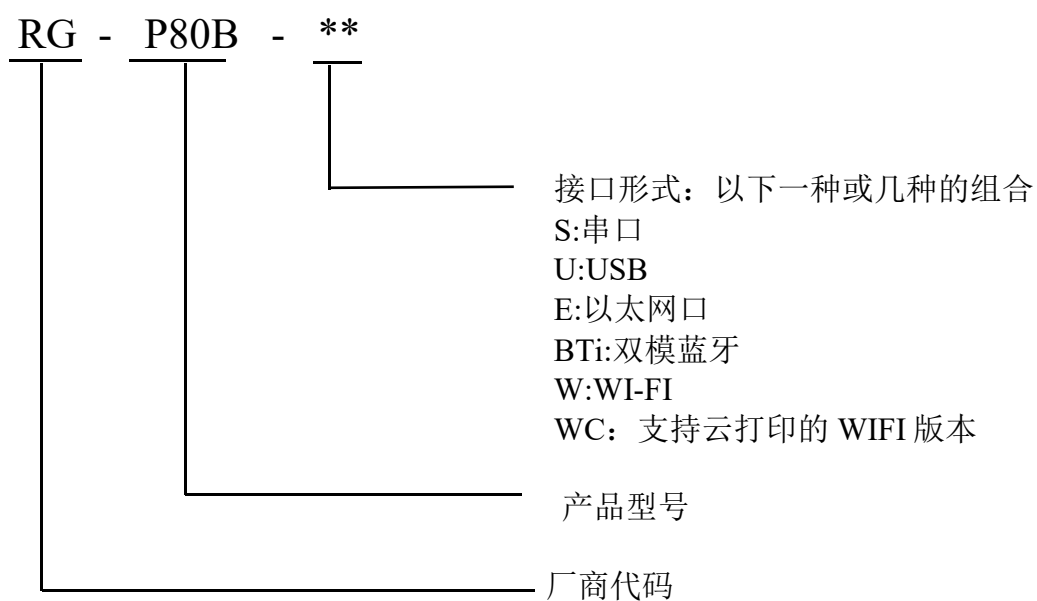 RG - P80B - **
接口形式：以下一种或几种的组合
S:串口
U:USB
E:以太网口
BTi:双模蓝牙
W:WI-FI
WC：支持云打印的 WIFI 版本
产品型号
厂商代码